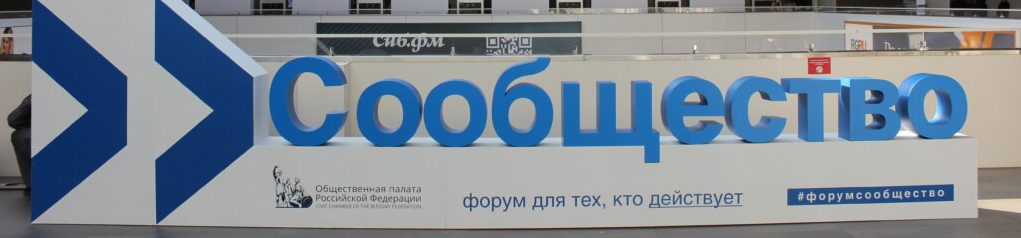 Сиб.фм
Сообщество
Общественная палата
Российской Федерации
CIVIC CHAMBER OF THE RUSSIAN FEDERATION
форум для тех, кто действует
#форумсообщество